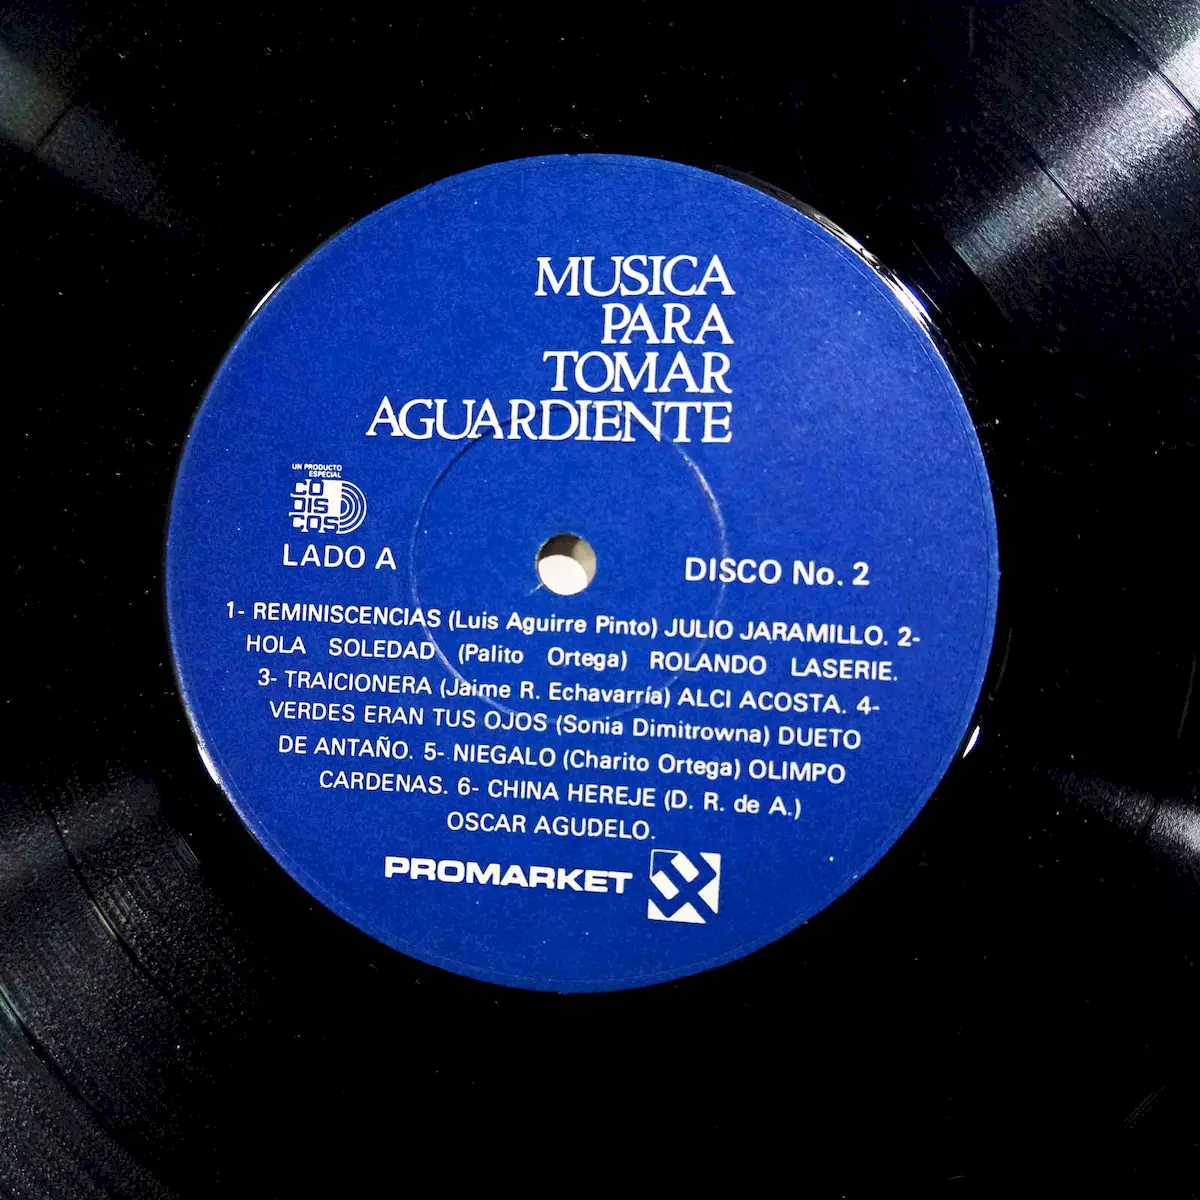 MUSICA
PARA
TOMAR
AGUARDIENTE
UN PRODUCTO
ESPECIAL
CO
DIS
COS
LADO A
DISCO No. 2
1- REMINISCENCIAS (Luis Aguirre Pinto) JULIO JARAMILLO. 2-
HOLA SOLEDAD (Palito Ortega) ROLANDO LASERIE.
3- TRAICIONERA (Jaime R. Echavarría) ALCI ACOSTA. 4-
VERDES ERAN TUS OJOS (Sonia Dimitrowna) DUETO
DE ANTAÑO. 5- NIEGALO (Charito Ortega) OLIMPO
CARDENAS. 6- CHINA HEREJE (D. R. de A.)
OSCAR AGUDELO.
PROMARKET